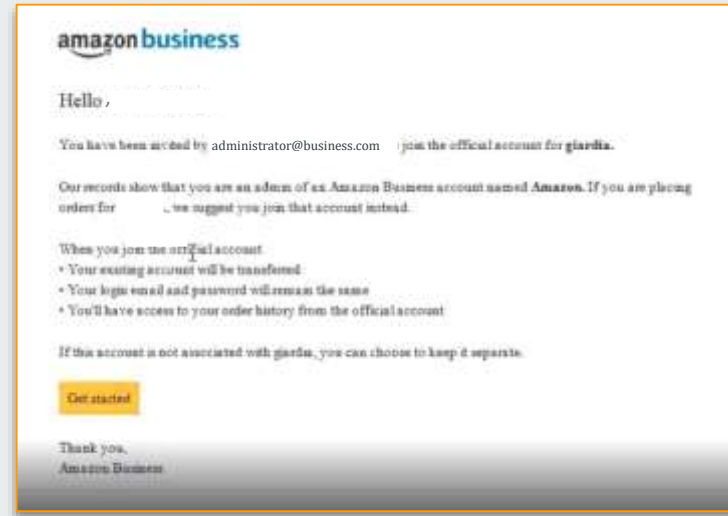 amazon business
Hello,
You have been invited by administrator@business.com join the official account for giardia.
Our records show that you are an admin of an Amazon Business account named Amazon. If you are placing
orders for , we suggest you join that account instead.
When you join the official account
• Your existing account will be transferred
• Your login email and password will remain the same
• You'll have access to your order history from the official account
If this account is not associated with giardia, you can choose to keep it separate.
Get started
Thank you,
Amazon Business